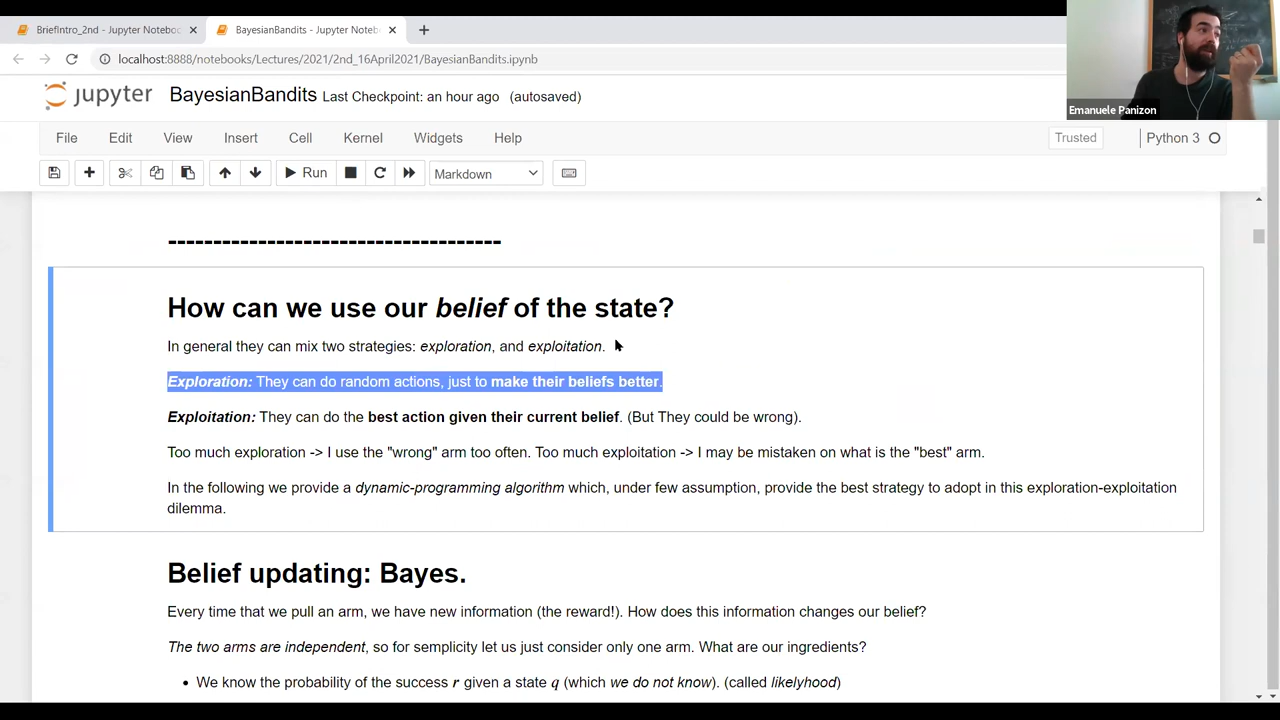 BriefIntro_2nd - Jupyter Noteboo
BayesianBandits - Jupyter Noteb
localhost:8888/notebooks/Lectures/2021/2nd_16April2021/BayesianBandits.ipynb
Emanuele Panizon
jupyter BayesianBandits Last Checkpoint: an hour ago (autosaved)
File Edit View Insert Cell Kernel Widgets Help Trusted Python 3
Run Markdown
------------------------------------
How can we use our belief of the state?
In general they can mix two strategies: exploration, and exploitation.
Exploration: They can do random actions, just to make their beliefs better.
Exploitation: They can do the best action given their current belief. (But They could be wrong).
Too much exploration -> I use the "wrong" arm too often. Too much exploitation -> I may be mistaken on what is the "best" arm.
In the following we provide a dynamic-programming algorithm which, under few assumption, provide the best strategy to adopt in this exploration-exploitation
dilemma.
Belief updating: Bayes.
Every time that we pull an arm, we have new information (the reward!). How does this information changes our belief?
The two arms are independent, so for semplicity let us just consider only one arm. What are our ingredients?
• We know the probability of the success r given a state q (which we do not know). (called likelyhood)